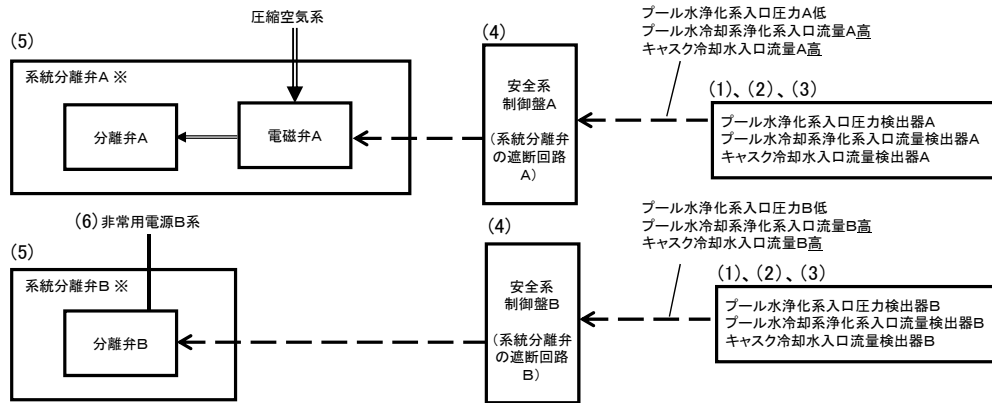 圧縮空気系
(5)
系統分離弁A ※
分離弁A
電磁弁A
(4)
安全系
制御盤A
(系統分離弁
の遮断回路
A)
プール水浄化系入口圧力A低
プール水冷却系浄化系入口流量A高
キャスク冷却水入口流量A高
(1)、(2)、(3)
プール水浄化系入口圧力検出器A
プール水冷却系浄化系入口流量検出器A
キャスク冷却水入口流量検出器A
(6)非常用電源B系
(5)
系統分離弁B ※
分離弁B
(4)
安全系
制御盤B
(系統分離弁
の遮断回路
B)
プール水浄化系入口圧力B低
プール水冷却系浄化系入口流量B高
キャスク冷却水入口流量B高
(1)、(2)、(3)
プール水浄化系入口圧力検出器B
プール水冷却系浄化系入口流量検出器B
キャスク冷却水入口流量検出器B